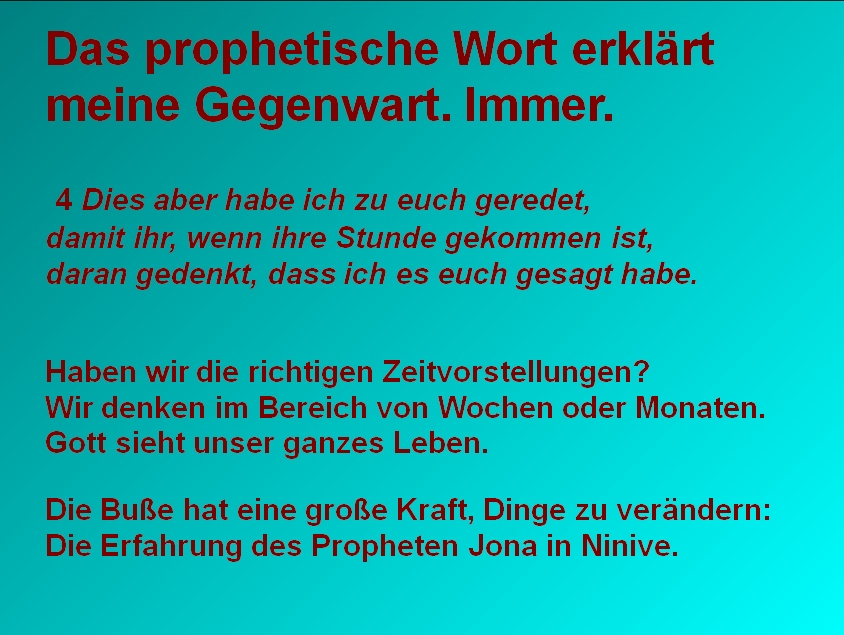 Das prophetische Wort erklärt
meine Gegenwart. Immer.
4 Dies aber habe ich zu euch geredet,
damit ihr, wenn ihre Stunde gekommen ist,
daran gedenkt, dass ich es euch gesagt habe.
Haben wir die richtigen Zeitvorstellungen?
Wir denken im Bereich von Wochen oder Monaten.
Gott sieht unser ganzes Leben.
Die Buße hat eine große Kraft, Dinge zu verändern:
Die Erfahrung des Propheten Jona in Ninive.